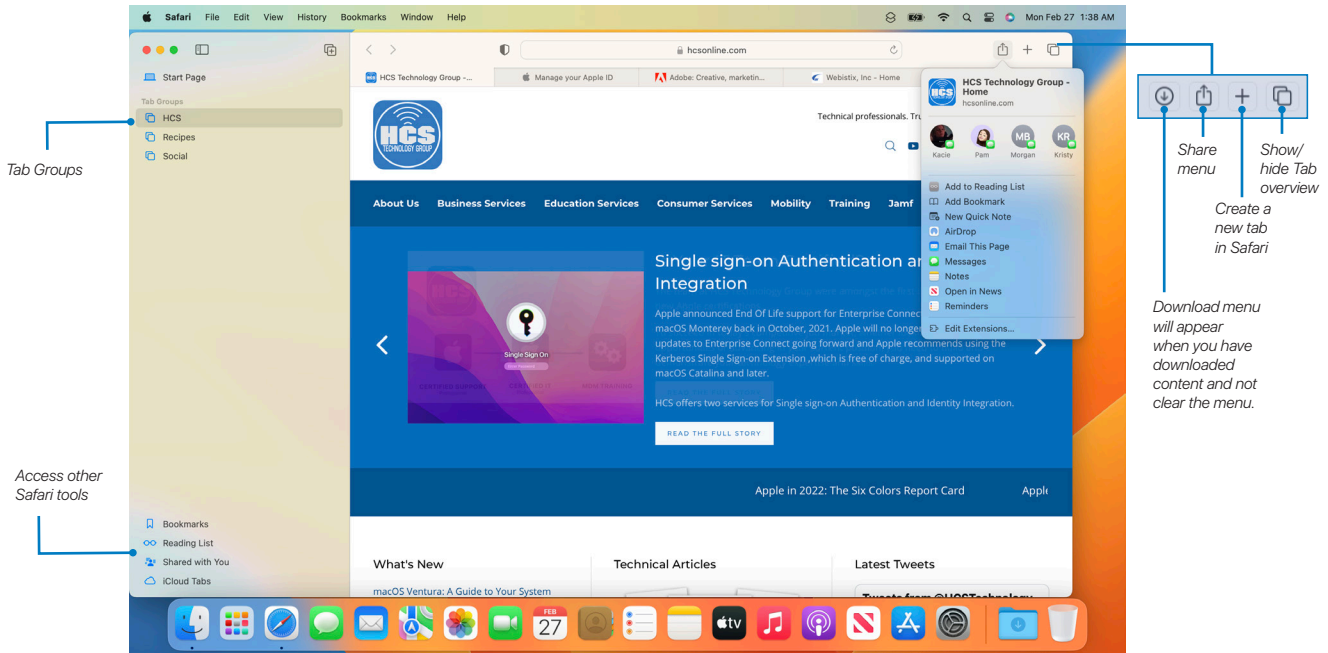 Safari File Edit View History Bookmarks Window Help
Mon Feb 27 1:38 AM
hcsonline.com
Start Page
Tab Groups
HCS
Recipes
Social
Bookmarks
Reading List
Shared with You
iCloud Tabs
HCS Technology Group -...
Manage your Apple ID
Adobe: Creative, marketin...
Webistix, Inc - Home
HCS
TECHNOLOGY GROUP
Technical professionals. Tru
About Us Business Services Education Services Consumer Services Mobility Training Jamf
Single Sign On
Single sign-on Authentication an
Integration
Apple announced End Of Life support for Enterprise Connec
macOS Monterey back in October, 2021. Apple will no longer
updates to Enterprise Connect going forward and Apple recommends using the
Kerberos Single Sign-on Extension ,which is free of charge, and supported on
macOS Catalina and later.
HCS offers two services for Single sign-on Authentication and Identity Integration.
READ THE FULL STORY
Apple in 2022: The Six Colors Report Card
Apple
What's New
macOS Ventura: A Guide to Your System
Technical Articles
Latest Tweets
Tweets from @HCSTechnology
HCS
HCS Technology Group -
Home
hcsonline.com
MB
KR
Kacie
Pam
Morgan
Kristy
Add to Reading List
Add Bookmark
New Quick Note
AirDrop
Email This Page
Messages
Notes
Open in News
Reminders
Edit Extensions...
FEB
27
tv
Tab Groups
Access other
Safari tools
Share
menu
Show/
hide Tab
overview
Create a
new tab
in Safari
Download menu
will appear
when you have
downloaded
content and not
clear the menu.